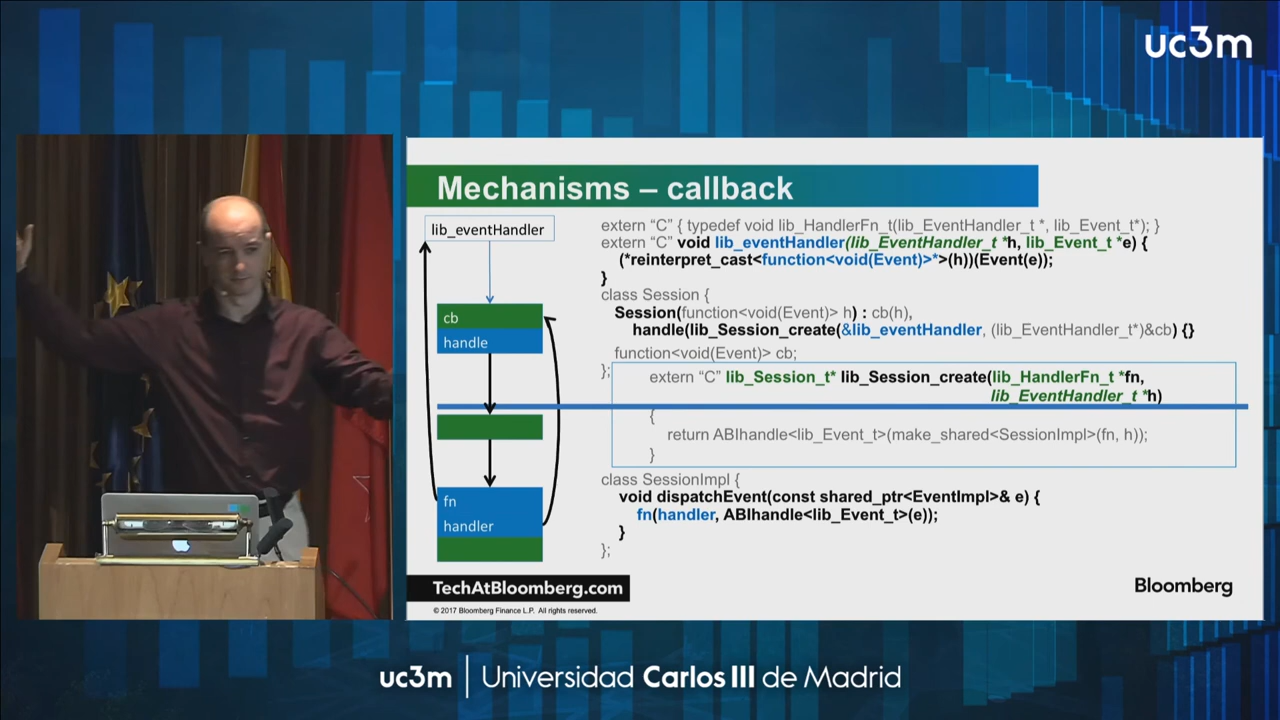 uc3m
Mechanisms – callback
lib_eventHandler
cb
handle
fn
handler
extern “C” { typedef void lib_HandlerFn_t(lib_EventHandler_t *, lib_Event_t*); }
extern “C” void lib_eventHandler(lib_EventHandler_t *h, lib_Event_t *e) {
(*reinterpret_cast<function<void(Event)>*>(h))(Event(e));
}
class Session {
Session(function<void(Event)> h) : cb(h),
handle(lib_Session_create(&lib_eventHandler, (lib_EventHandler_t*)&cb) {}
function<void(Event)> cb;
};
extern “C” lib_Session_t* lib_Session_create(lib_HandlerFn_t *fn,
lib_EventHandler_t *h)
{
return ABIhandle<lib_Event_t>(make_shared<SessionImpl>(fn, h));
}
class SessionImpl {
void dispatchEvent(const shared_ptr<EventImpl>& e) {
fn(handler, ABIhandle<lib_Event_t>(e));
}
};
TechAtBloomberg.com
Bloomberg
© 2017 Bloomberg Finance L.P. All rights reserved.
uc3m | Universidad Carlos III de Madrid